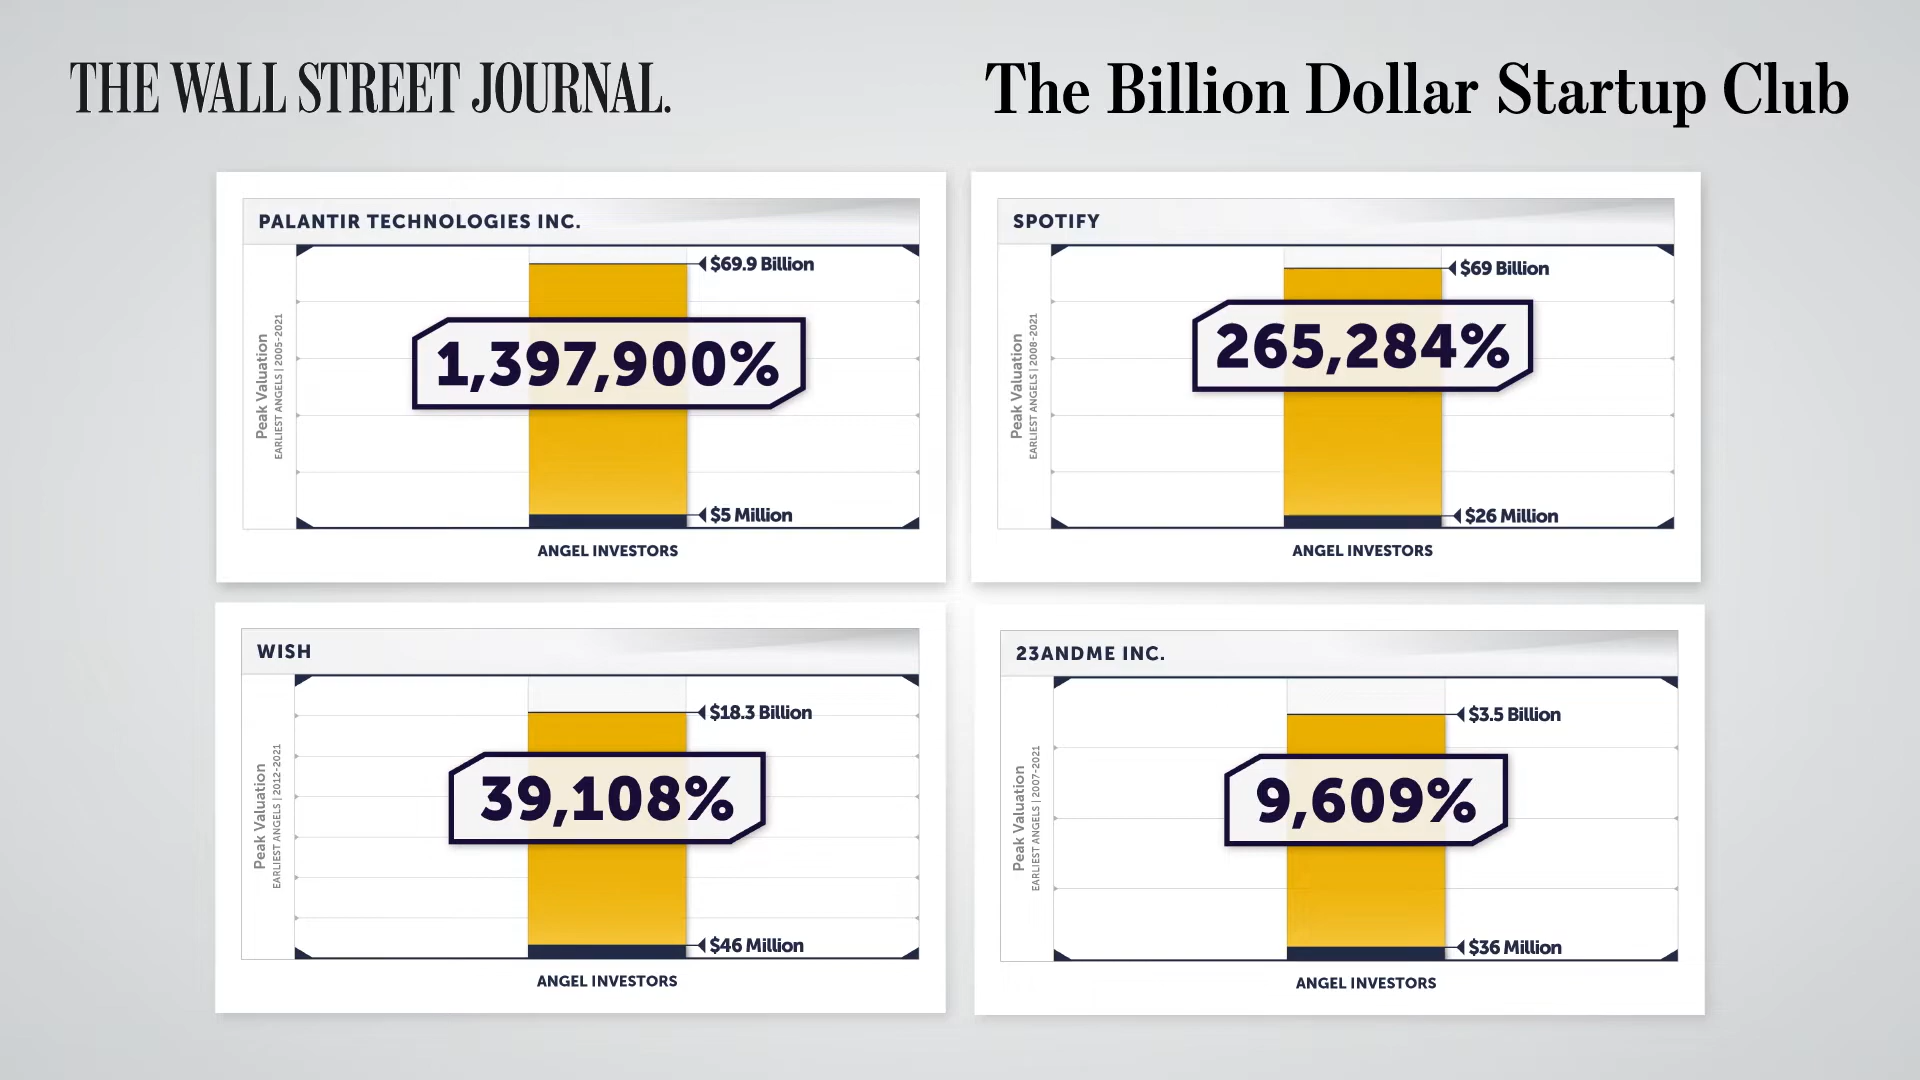 THE WALL STREET JOURNAL.
The Billion Dollar Startup Club
PALANTIR TECHNOLOGIES INC.
Peak Valuation
EARLIEST ANGELS | 2005-2021
$69.9 Billion
1,397,900%
$5 Million
ANGEL INVESTORS
SPOTIFY
Peak Valuation
EARLIEST ANGELS | 2008-2021
$69 Billion
265,284%
$26 Million
ANGEL INVESTORS
WISH
Peak Valuation
EARLIEST ANGELS | 2012-2021
$18.3 Billion
39,108%
$46 Million
ANGEL INVESTORS
23ANDME INC.
Peak Valuation
EARLIEST ANGELS | 2007-2021
$3.5 Billion
9,609%
$36 Million
ANGEL INVESTORS